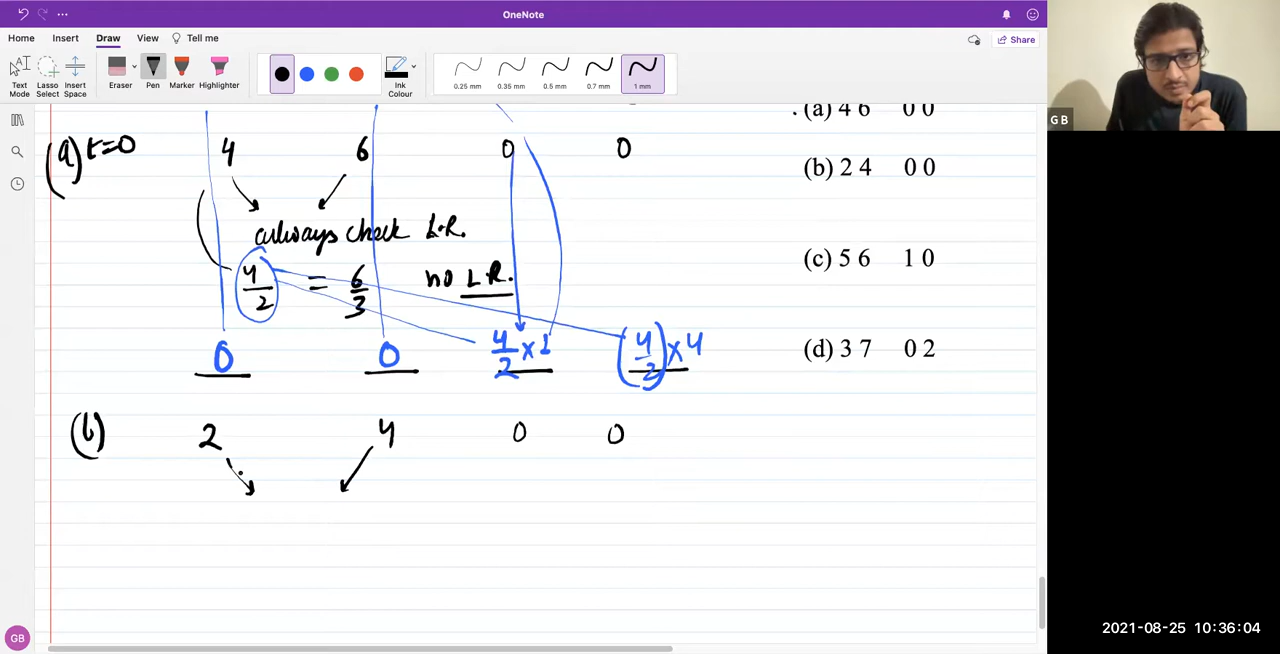 OneNote
Home Insert Draw View Tell me
Share
Text Mode
Lasso Select
Insert Space
Eraser
Pen
Marker
Highlighter
Ink Colour
0.25 mm
0.35 mm
0.5 mm
0.7 mm
1 mm
(a) t=0 4 6 0 0
always check L.R.
4/2 = 6/3 no L.R.
0 0 4/2 × 1 (4/2) × 4
(b) 2 4 0 0
. (a) 4 6 0 0
(b) 2 4 0 0
(c) 5 6 1 0
(d) 3 7 0 2
G B
GB
2021-08-25 10:36:04